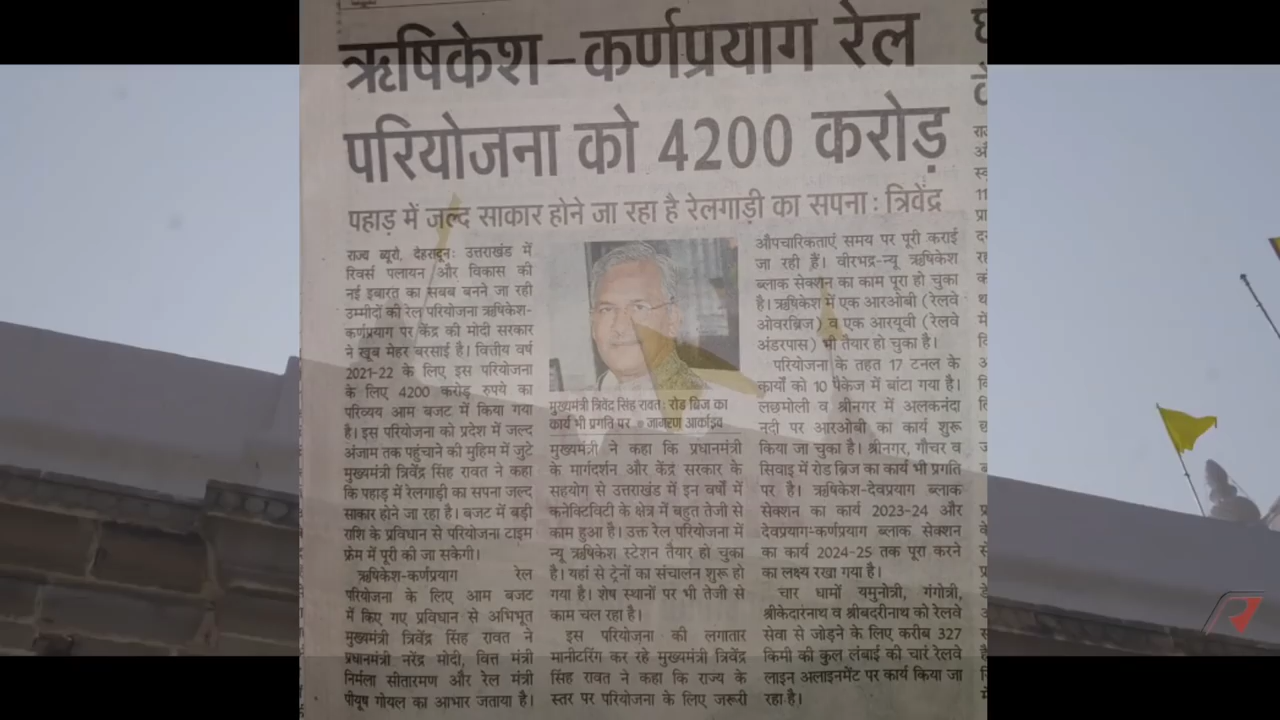 ऋषिकेश-कर्णप्रयाग रेल
परियोजना को 4200 करोड़
पहाड़ में जल्द साकार होने जा रहा है रेलगाड़ी का सपना : त्रिवेंद्र
राज्य ब्यूरो, देहरादून: उत्तराखंड में
रिवर्स पलायन और विकास की
नई इबारत का सबब बनने जा रही
उम्मीदों की रेल परियोजना ऋषिकेश-
कर्णप्रयाग पर केंद्र की मोदी सरकार
ने खूब मेहर बरसाई है। वित्तीय वर्ष
2021-22 के लिए इस परियोजना
के लिए 4200 करोड़ रुपये का
परिव्यय आम बजट में किया गया
है। इस परियोजना को प्रदेश में जल्द
अंजाम तक पहुंचाने की मुहिम में जुटे
मुख्यमंत्री त्रिवेंद्र सिंह रावत ने कहा
कि पहाड़ में रेलगाड़ी का सपना जल्द
साकार होने जा रहा है। बजट में बड़ी
राशि के प्रविधान से परियोजना टाइम
फ्रेम में पूरी की जा सकेगी।
ऋषिकेश-कर्णप्रयाग रेल
परियोजना के लिए आम बजट
में किए गए प्रविधान से अभिभूत
मुख्यमंत्री त्रिवेंद्र सिंह रावत ने
प्रधानमंत्री नरेंद्र मोदी, वित्त मंत्री
निर्मला सीतारमण और रेल मंत्री
पीयूष गोयल का आभार जताया है।
मुख्यमंत्री त्रिवेंद्र सिंह रावत: रोड ब्रिज का
कार्य भी प्रगति पर ● जागरण आर्काइव
मुख्यमंत्री ने कहा कि प्रधानमंत्री
के मार्गदर्शन और केंद्र सरकार के
सहयोग से उत्तराखंड में इन वर्षों में
कनेक्टिविटी के क्षेत्र में बहुत तेजी से
काम हुआ है। उक्त रेल परियोजना में
न्यू ऋषिकेश स्टेशन तैयार हो चुका
है। यहां से ट्रेनों का संचालन शुरू हो
गया है। शेष स्थानों पर भी तेजी से
काम चल रहा है।
इस परियोजना की लगातार
मानीटरिंग कर रहे मुख्यमंत्री त्रिवेंद्र
सिंह रावत ने कहा कि राज्य के
स्तर पर परियोजना के लिए जरूरी
औपचारिकताएं समय पर पूरी कराई
जा रही हैं। वीरभद्र-न्यू ऋषिकेश
ब्लाक सेक्शन का काम पूरा हो चुका
है। ऋषिकेश में एक आरओबी (रेलवे
ओवरब्रिज) व एक आरयूवी (रेलवे
अंडरपास) भी तैयार हो चुका है।
परियोजना के तहत 17 टनल के
कार्यों को 10 पैकेज में बांटा गया है।
लछमोली व श्रीनगर में अलकनंदा
नदी पर आरओबी का कार्य शुरू
किया जा चुका है। श्रीनगर, गौचर व
सिवाइ में रोड ब्रिज का कार्य भी प्रगति
पर है। ऋषिकेश-देवप्रयाग ब्लाक
सेक्शन का कार्य 2023-24 और
देवप्रयाग-कर्णप्रयाग ब्लाक सेक्शन
का कार्य 2024-25 तक पूरा करने
का लक्ष्य रखा गया है।
चार धामों यमुनोत्री, गंगोत्री,
श्रीकेदारनाथ व श्रीबदरीनाथ को रेलवे
सेवा से जोड़ने के लिए करीब 327
किमी की कुल लंबाई की चारं रेलवे
लाइन अलाइनमेंट पर कार्य किया जा
रहा है।